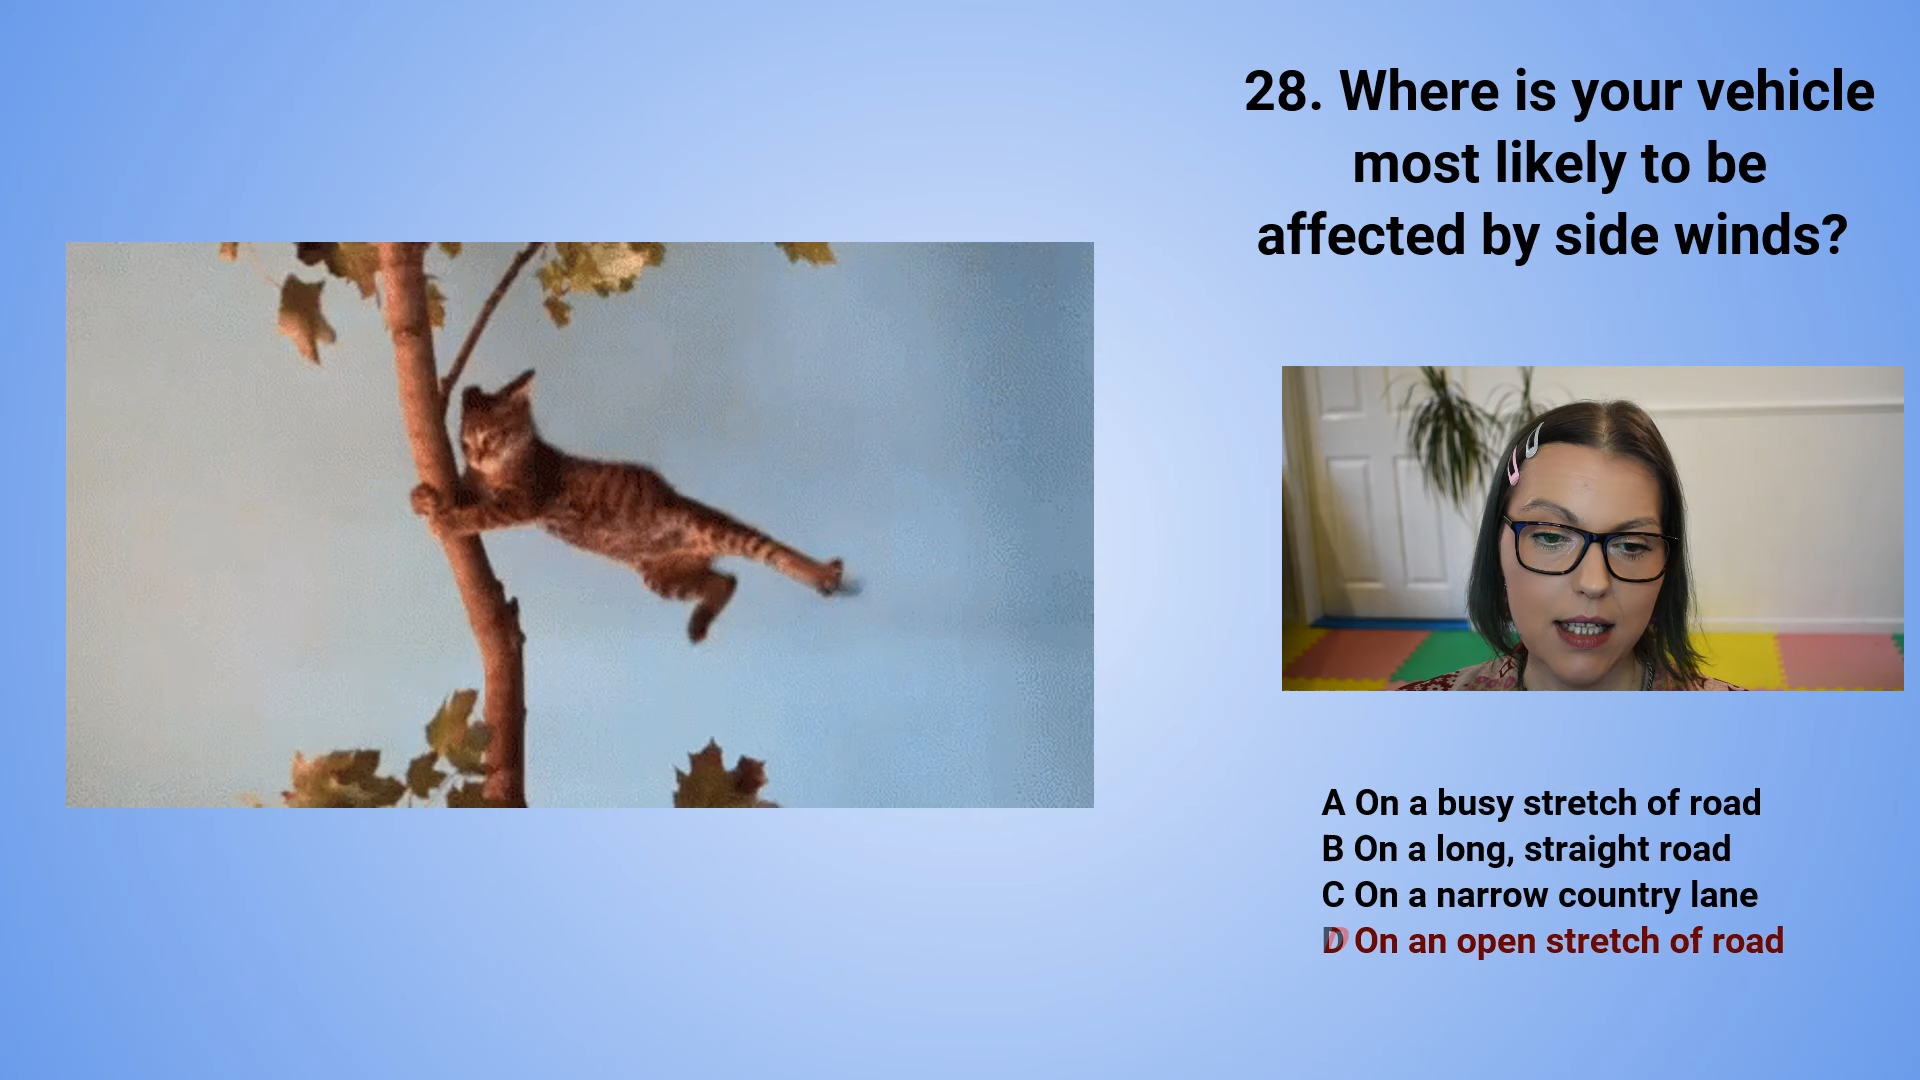 28. Where is your vehicle
most likely to be
affected by side winds?
A On a busy stretch of road
B On a long, straight road
C On a narrow country lane
D On an open stretch of road